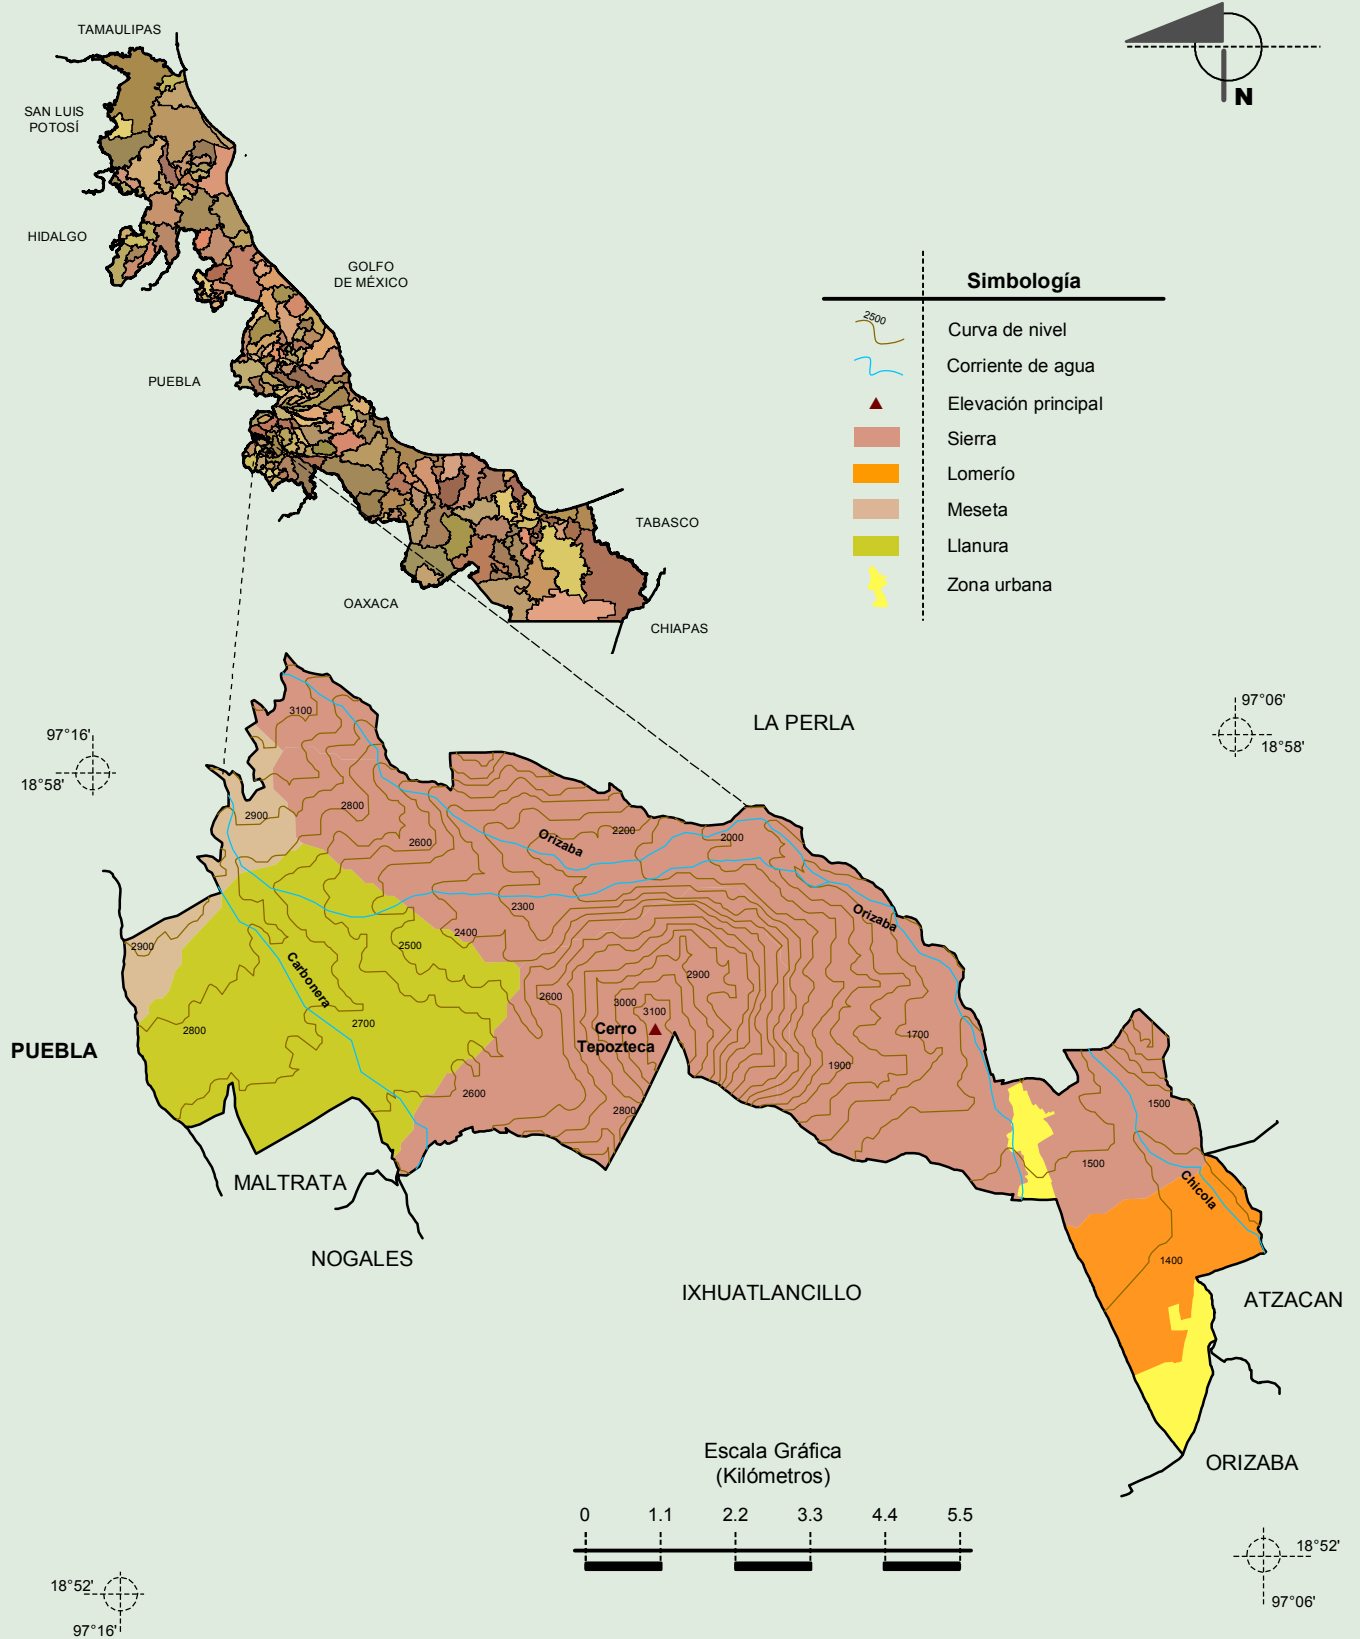 TAMAULIPAS
SAN LUIS
POTOSÍ
HIDALGO
GOLFO
DE MÉXICO
PUEBLA
TABASCO
OAXACA
CHIAPAS
N
Simbología
2500
Curva de nivel
Corriente de agua
Elevación principal
Sierra
Lomerío
Meseta
Llanura
Zona urbana
97°16'
18°58'
97°06'
18°58'
LA PERLA
3100
2800
2900
2600
Orizaba
2200
2000
2300
2400
2500
Orizaba
2900
Carbonera
2900
2600
3000
3100
2800
2700
Cerro
Tepozteca
1700
1900
PUEBLA
2600
2800
1500
1500
MALTRATA
Chicola
NOGALES
1400
IXHUATLANCILLO
ATZACAN
ORIZABA
Escala Gráfica
(Kilómetros)
0 1.1 2.2 3.3 4.4 5.5
18°52'
97°16'
18°52'
97°06'